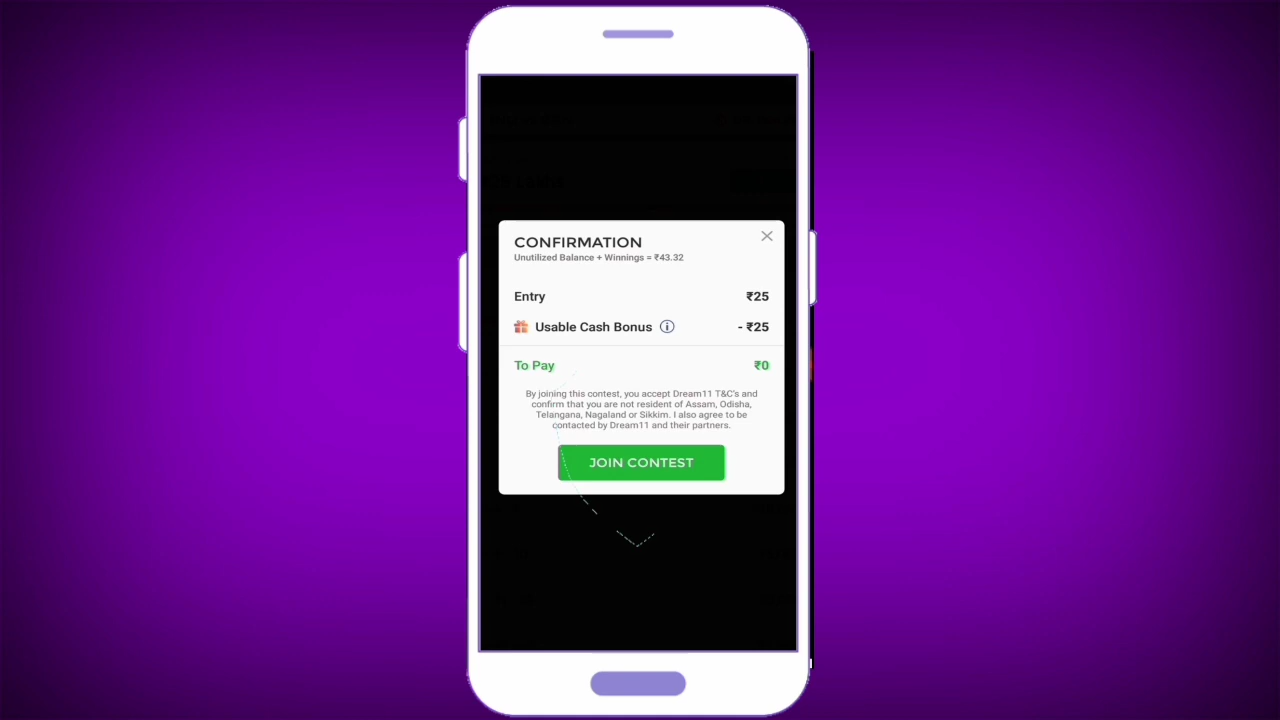 CONFIRMATION
Unutilized Balance + Winnings = ₹43.32
Entry ₹25
Usable Cash Bonus i - ₹25
To Pay ₹0
By joining this contest, you accept Dream11 T&C's and
confirm that you are not resident of Assam, Odisha,
Telangana, Nagaland or Sikkim. I also agree to be
contacted by Dream11 and their partners.
JOIN CONTEST